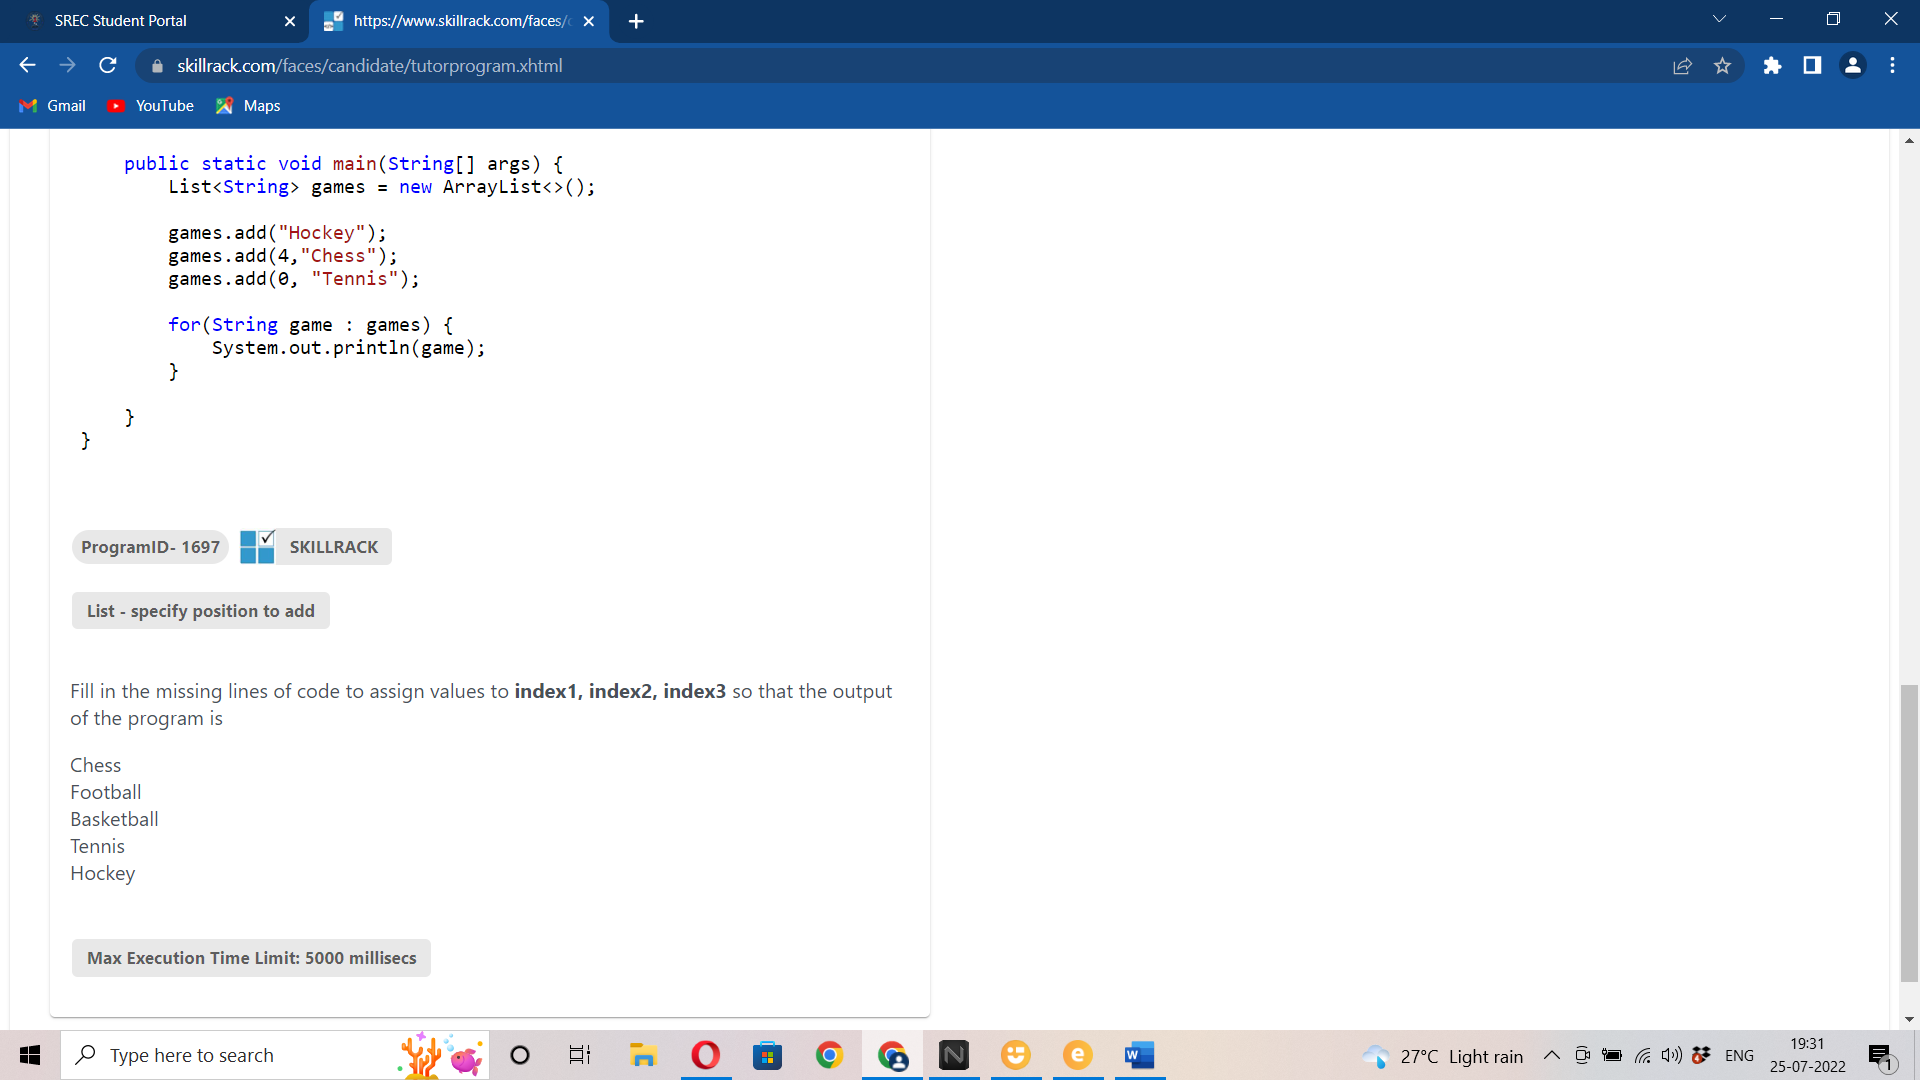 SREC Student Portal
https://www.skillrack.com/faces/c
skillrack.com/faces/candidate/tutorprogram.xhtml
Gmail YouTube Maps
public static void main(String[] args) {
List<String> games = new ArrayList<>();
games.add("Hockey");
games.add(4,"Chess");
games.add(0, "Tennis");
for(String game : games) {
System.out.println(game);
}
}
}
ProgramID- 1697 SKILLRACK
List - specify position to add
Fill in the missing lines of code to assign values to index1, index2, index3 so that the output
of the program is
Chess
Football
Basketball
Tennis
Hockey
Max Execution Time Limit: 5000 millisecs
Type here to search
27°C Light rain
ENG
19:31
25-07-2022
1